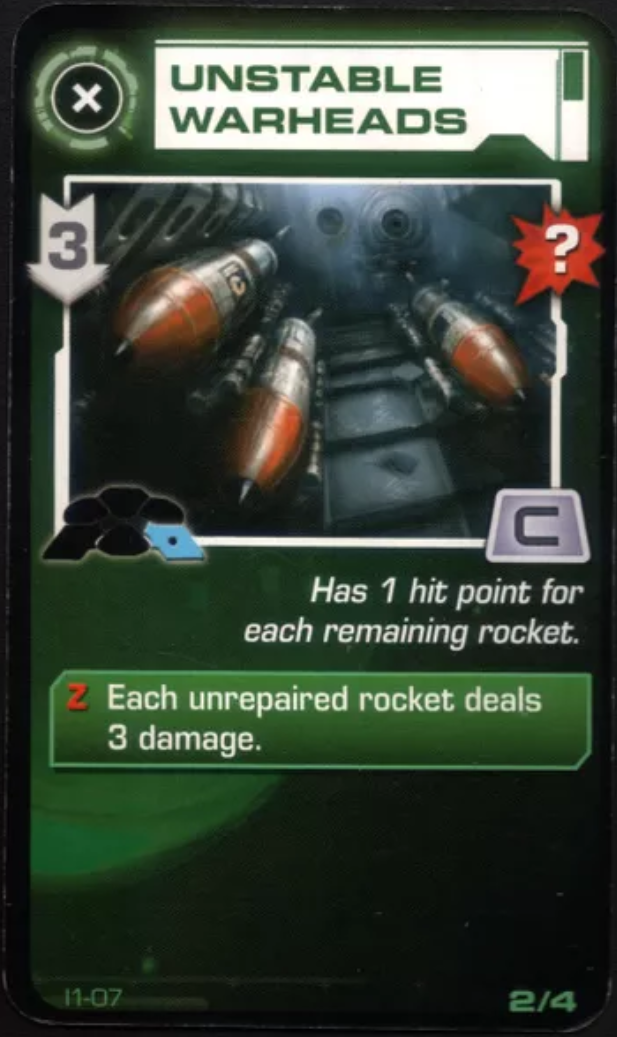 ×
UNSTABLE
WARHEADS
3
?
C
Has 1 hit point for
each remaining rocket.
Z Each unrepaired rocket deals
3 damage.
I1-07
2/4